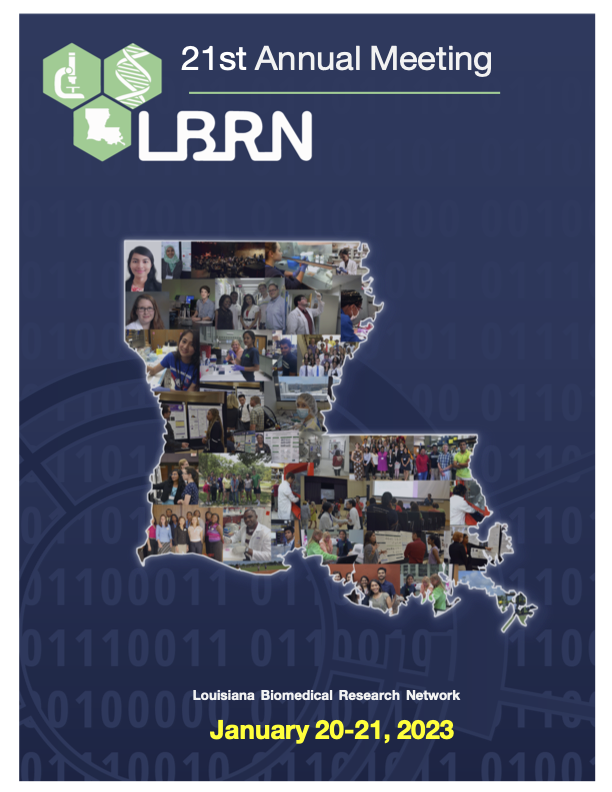 21st Annual Meeting
LBRN
Louisiana Biomedical Research Network
January 20-21, 2023